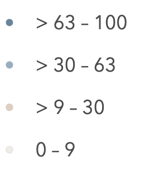 > 63 – 100
> 30 – 63
> 9 – 30
0 – 9